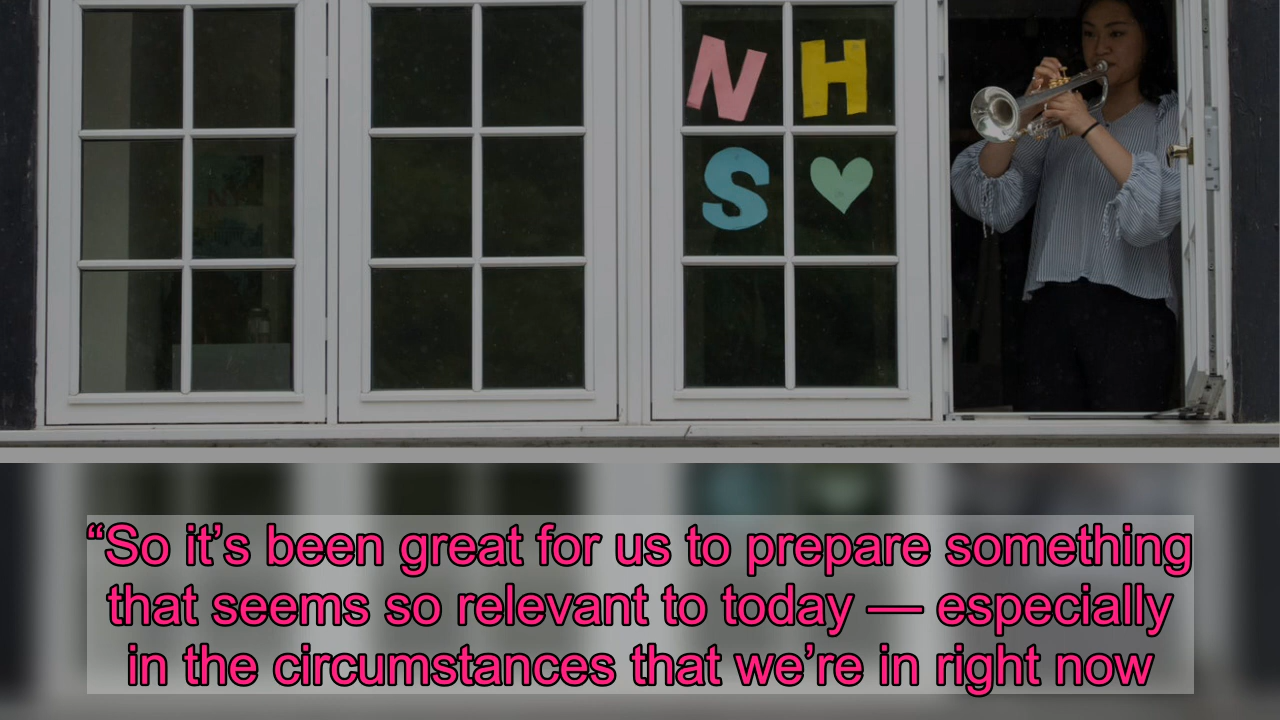 NH
S
“So it’s been great for us to prepare something
that seems so relevant to today — especially
in the circumstances that we’re in right now